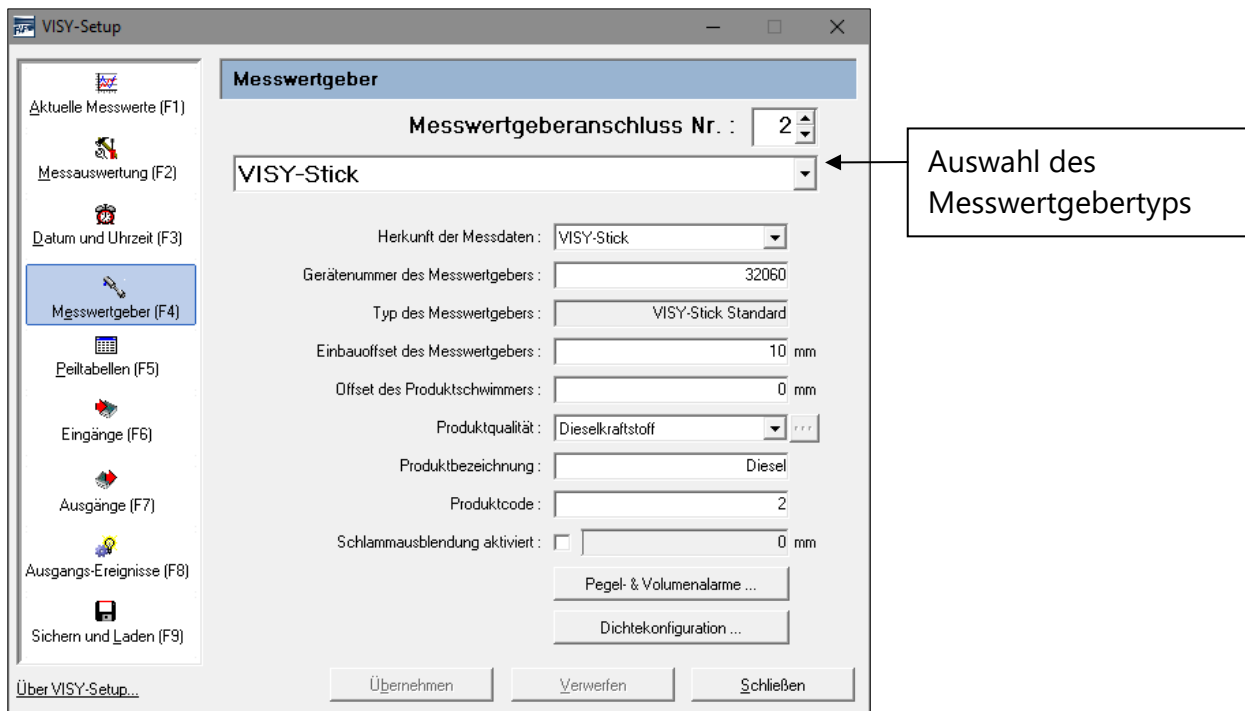 VISY-Setup
Aktuelle Messwerte (F1)
Messauswertung (F2)
Datum und Uhrzeit (F3)
Messwertgeber (F4)
Peiltabellen (F5)
Eingänge (F6)
Ausgänge (F7)
Ausgangs-Ereignisse (F8)
Sichern und Laden (F9)
Über VISY-Setup...
Messwertgeber
Messwertgeberanschluss Nr. : 2
VISY-Stick
Herkunft der Messdaten : VISY-Stick
Gerätenummer des Messwertgebers : 32060
Typ des Messwertgebers : VISY-Stick Standard
Einbauoffset des Messwertgebers : 10 mm
Offset des Produktschwimmers : 0 mm
Produktqualität : Dieselkraftstoff ...
Produktbezeichnung : Diesel
Produktcode : 2
Schlammausblendung aktiviert : 0 mm
Pegel- & Volumenalarme ...
Dichtekonfiguration ...
Übernehmen
Verwerfen
Schließen
Auswahl des
Messwertgebertyps